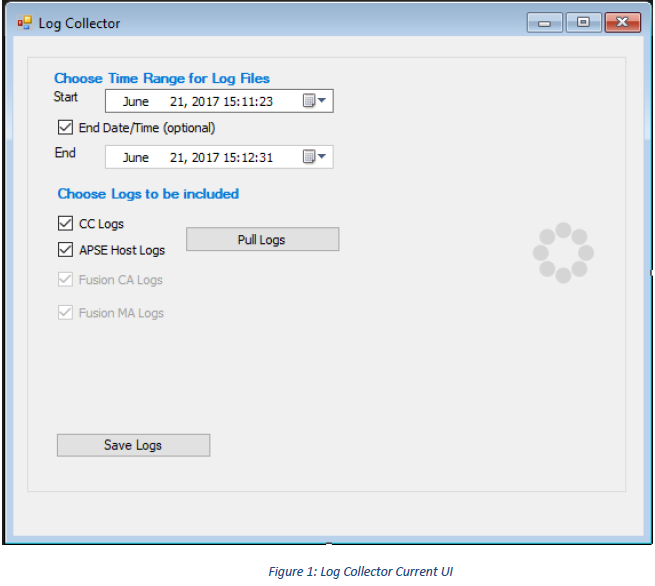 Log Collector
Choose Time Range for Log Files
Start June 21, 2017 15:11:23
End Date/Time (optional)
End June 21, 2017 15:12:31
Choose Logs to be included
CC Logs
Pull Logs
APSE Host Logs
Fusion CA Logs
Fusion MA Logs
Save Logs
Figure 1: Log Collector Current UI